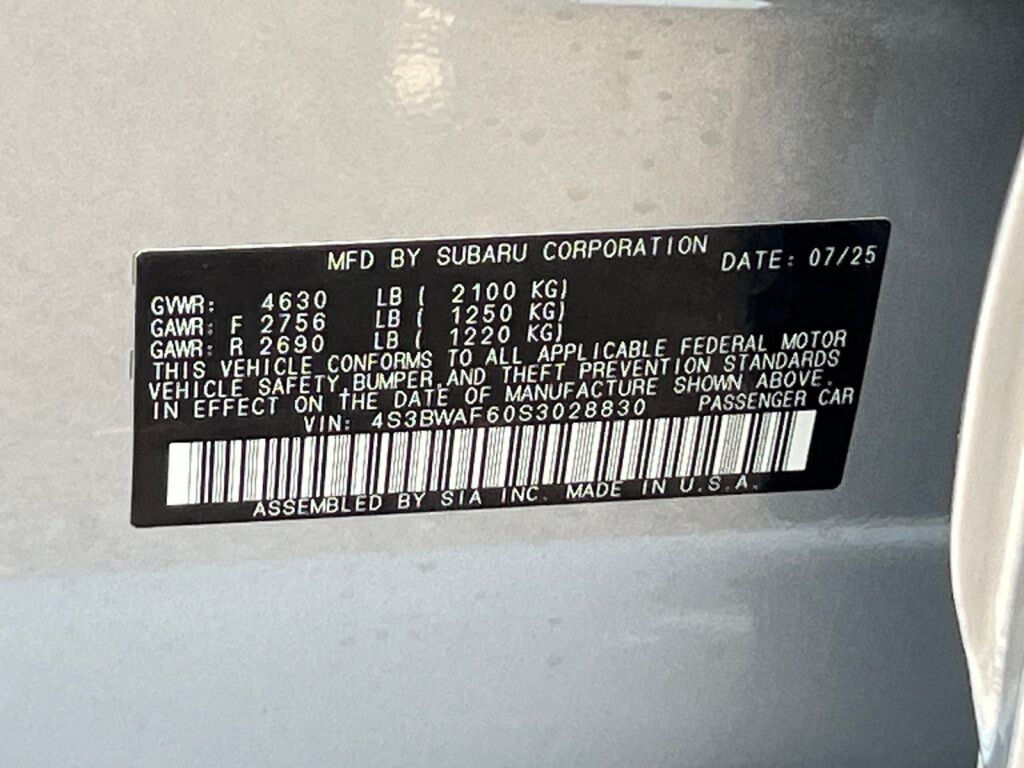 MFD BY SUBARU CORPORATION DATE: 07/25
GVWR: 4630 LB ( 2100 KG)
GAWR: F 2756 LB ( 1250 KG)
GAWR: R 2690 LB ( 1220 KG)
THIS VEHICLE CONFORMS TO ALL APPLICABLE FEDERAL MOTOR
VEHICLE SAFETY,BUMPER,AND THEFT PREVENTION STANDARDS
IN EFFECT ON THE DATE OF MANUFACTURE SHOWN ABOVE.
VIN: 4S3BWAF60S3028830 PASSENGER CAR
ASSEMBLED BY SIA INC. MADE IN U.S.A.